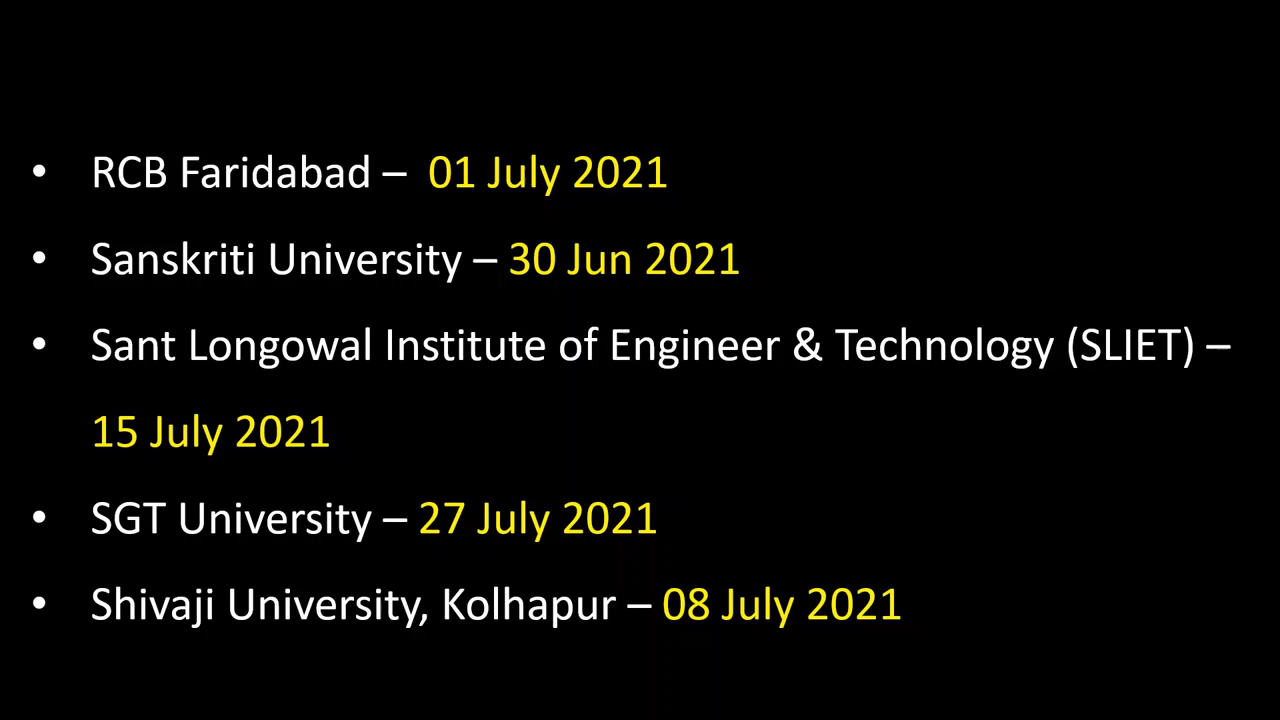 • RCB Faridabad – 01 July 2021
• Sanskriti University – 30 Jun 2021
• Sant Longowal Institute of Engineer & Technology (SLIET) –
15 July 2021
• SGT University – 27 July 2021
• Shivaji University, Kolhapur – 08 July 2021